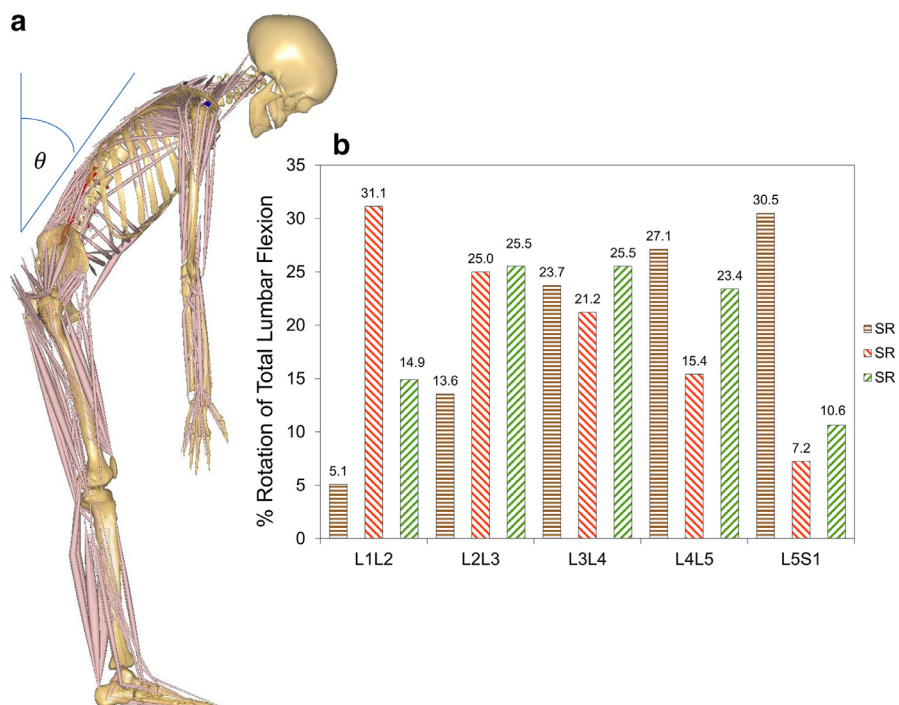 a
θ
b
% Rotation of Total Lumbar Flexion
35
30
25
20
15
10
5
0
5.1
31.1
14.9
13.6
25.0
25.5
23.7
21.2
25.5
27.1
15.4
23.4
30.5
7.2
10.6
L1L2
L2L3
L3L4
L4L5
L5S1
SR
SR
SR